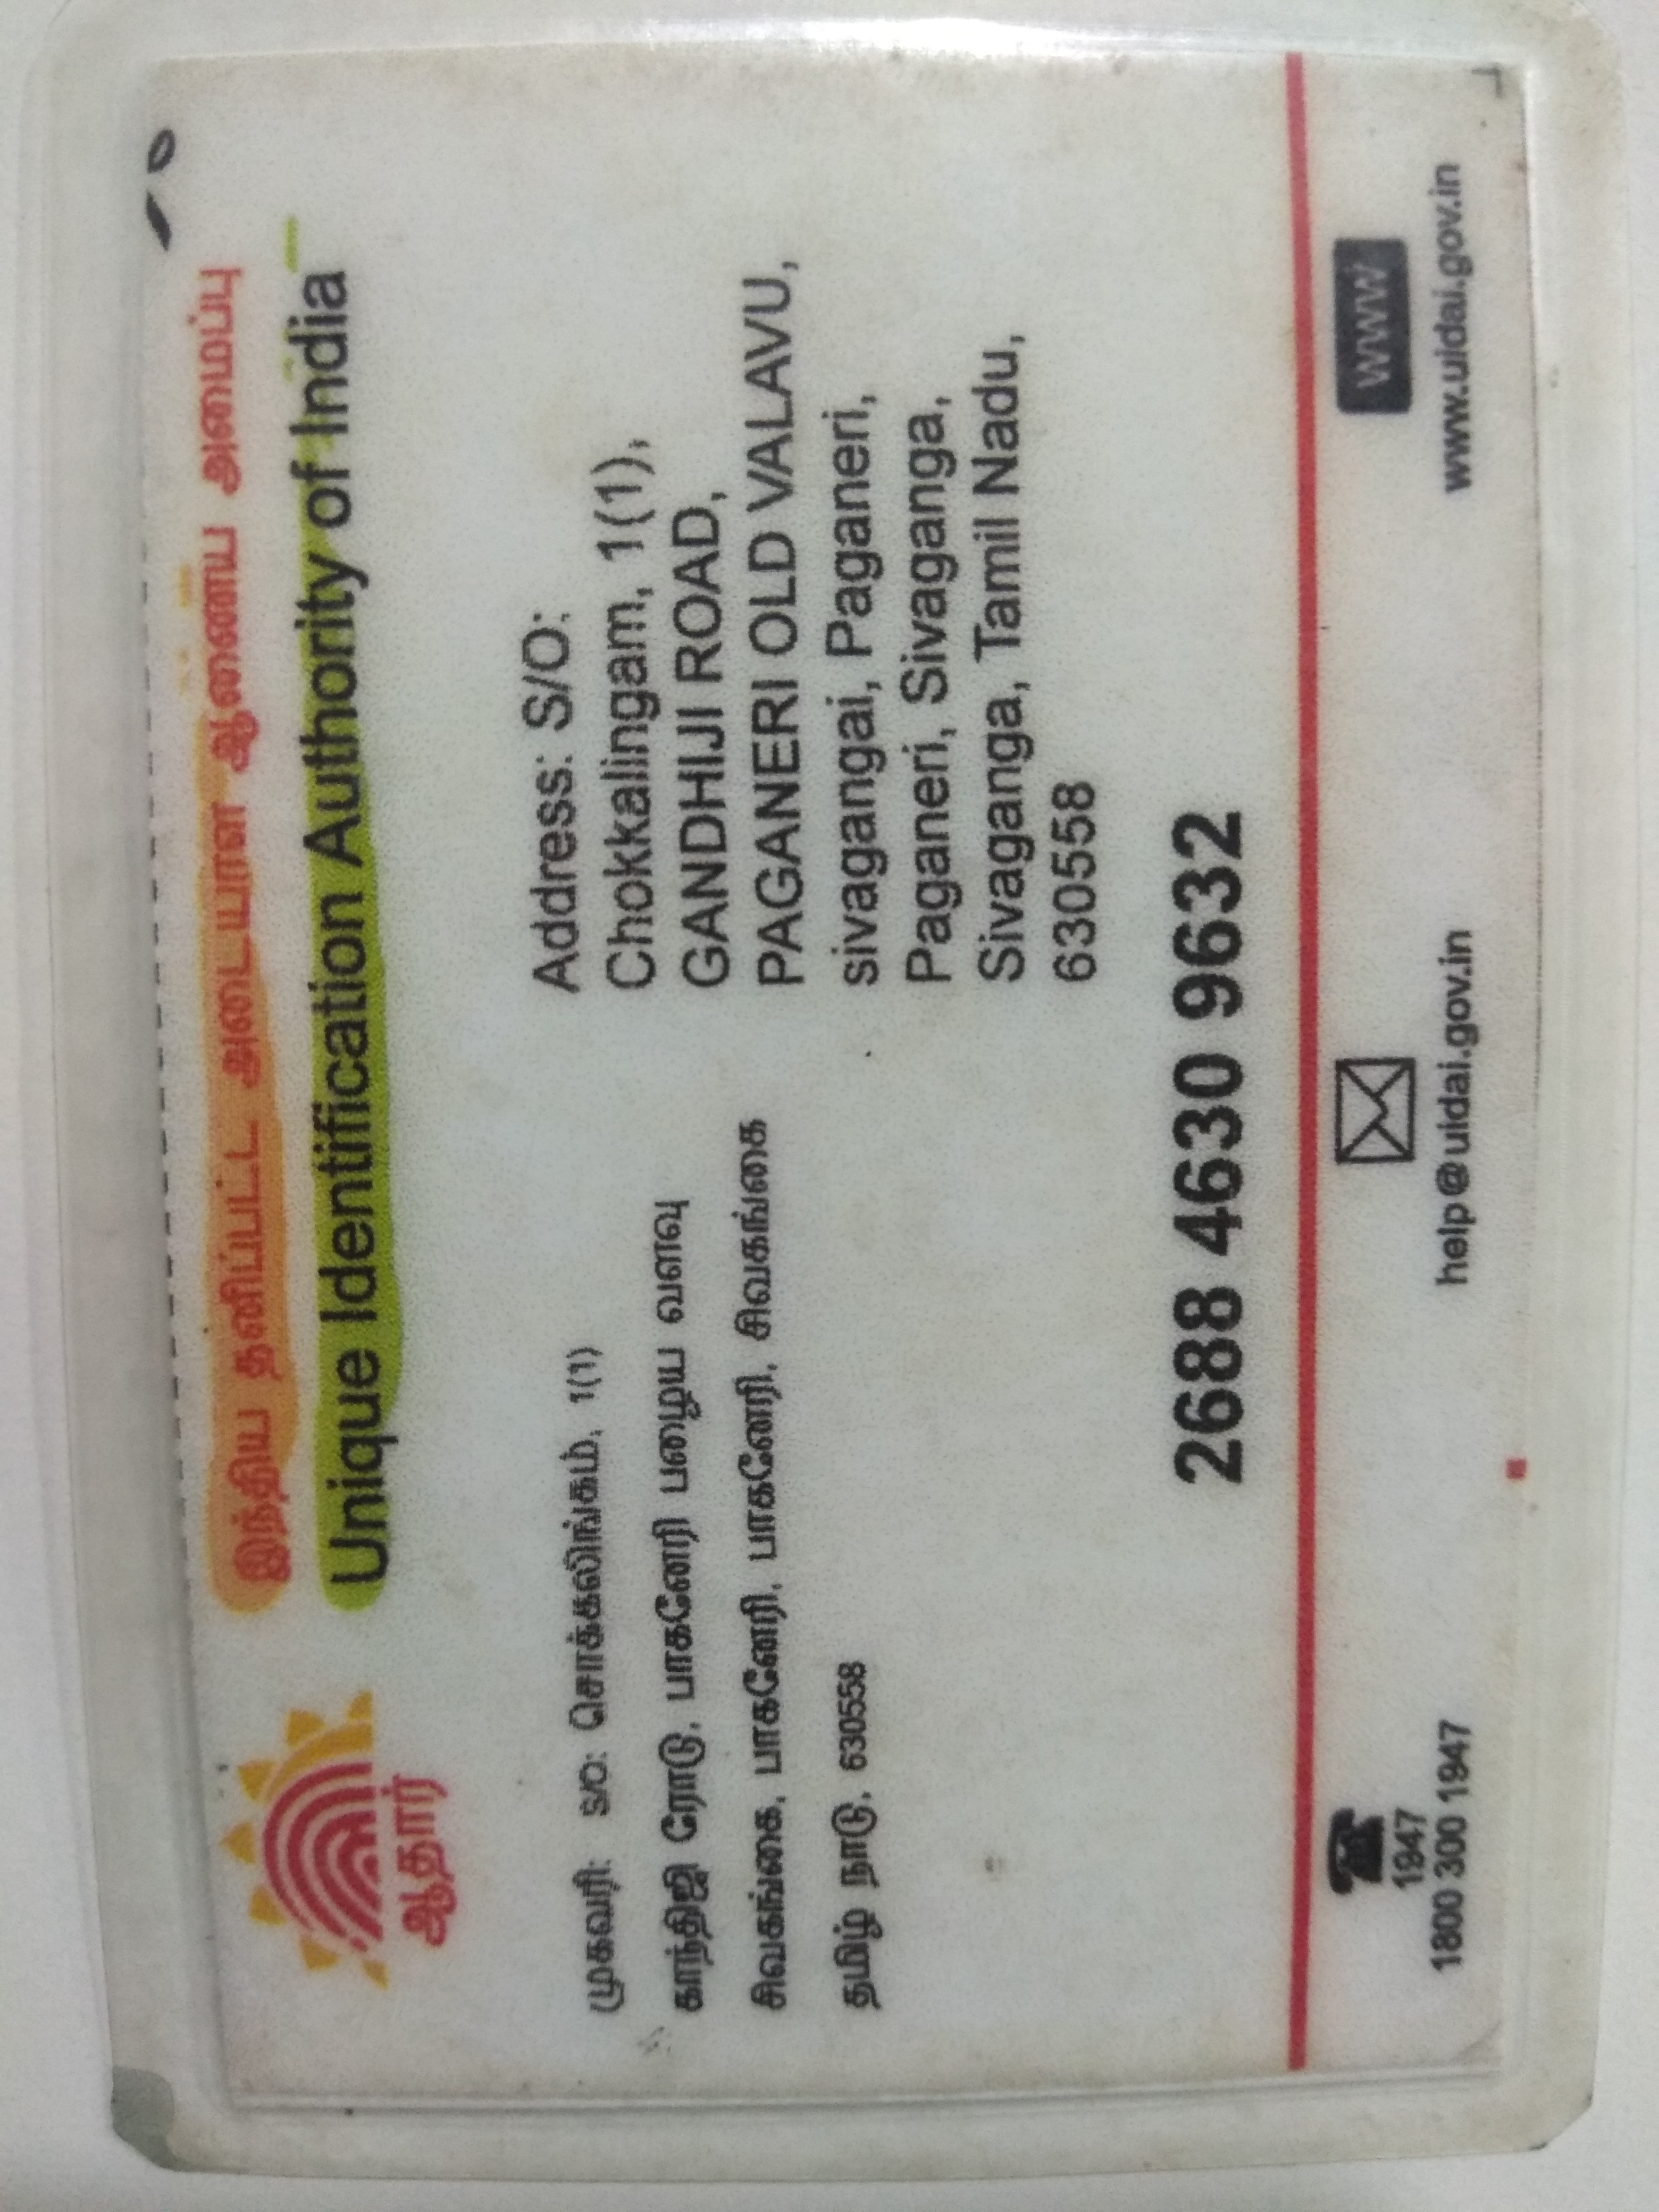 இந்திய தனிப்பட்ட அடையாள ஆணைய அமைப்பு
Unique Identification Authority of India
ஆதார்
முகவரி: S/O: சொக்கலிங்கம், 1(1)
காந்திஜி ரோடு, பாகனேரி பழைய வளவு
சிவகங்கை, பாகனேரி, பாகனேரி, சிவகங்கை
தமிழ் நாடு, 630558
Address: S/O:
Chokkalingam, 1(1),
GANDHIJI ROAD,
PAGANERI OLD VALAVU,
sivagangai, Paganeri,
Paganeri, Sivaganga,
Sivaganga, Tamil Nadu,
630558
2688 4630 9632
1947
1800 300 1947
help@uidai.gov.in
WWW
www.uidai.gov.in